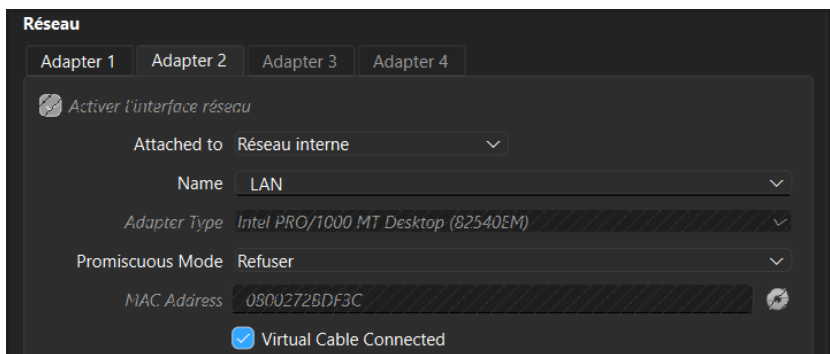 Réseau
Adapter 1 Adapter 2 Adapter 3 Adapter 4
Activer l'interface réseau
Attached to Réseau interne
Name LAN
Adapter Type Intel PRO/1000 MT Desktop (82540EM)
Promiscuous Mode Refuser
MAC Address 0800272BDF3C
Virtual Cable Connected